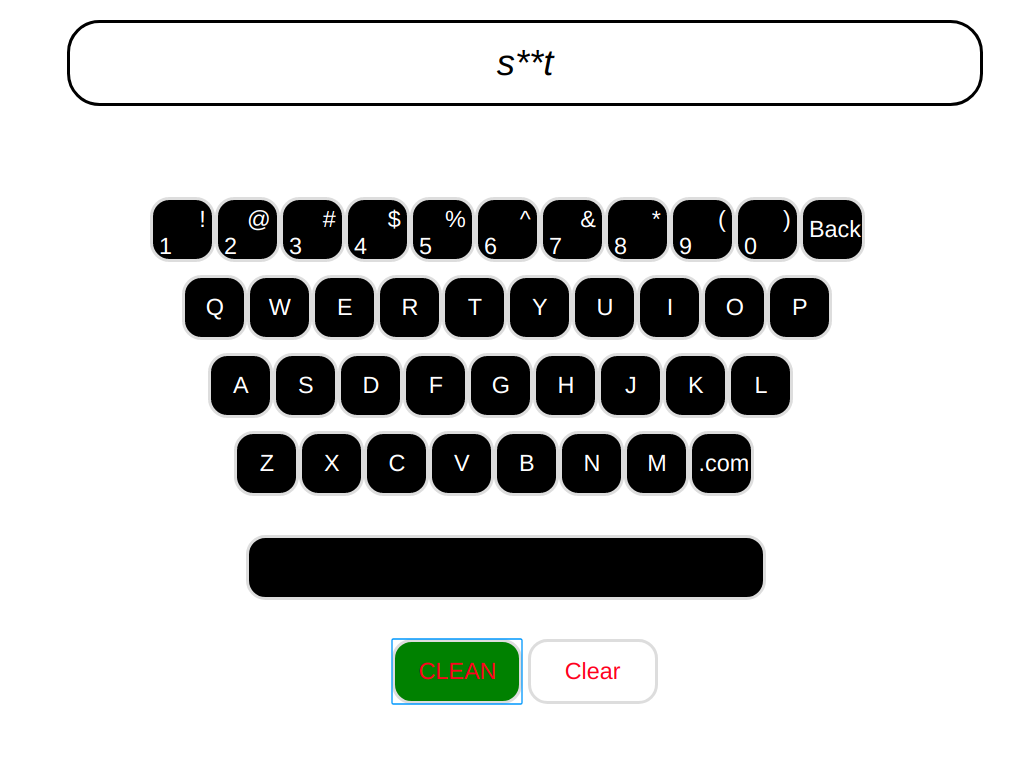 s**t
! @ # $ % ^ & * ( )
1 2 3 4 5 6 7 8 9 0 Back
Q W E R T Y U I O P
A S D F G H J K L
Z X C V B N M .com
CLEAN Clear